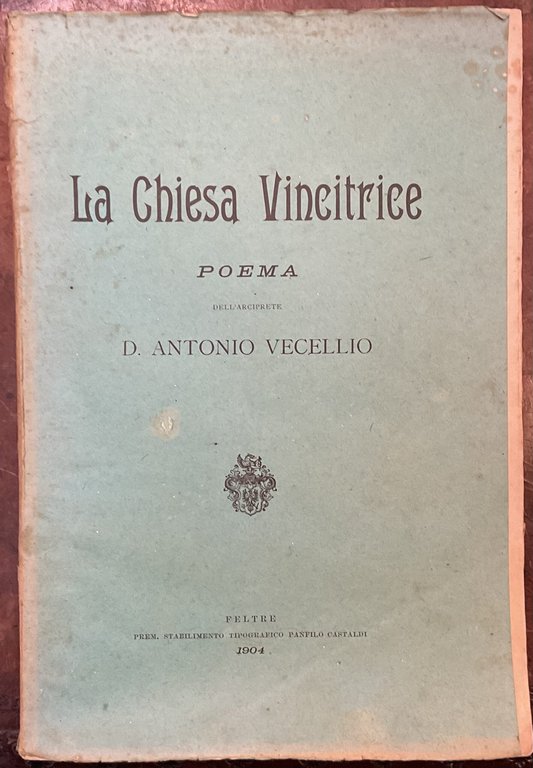 La Chiesa Vincitrice
POEMA
DELL'ARCIPRETE
D. ANTONIO VECELLIO
FELTRE
PREM. STABILIMENTO TIPOGRAFICO PANFILO CASTALDI
1904